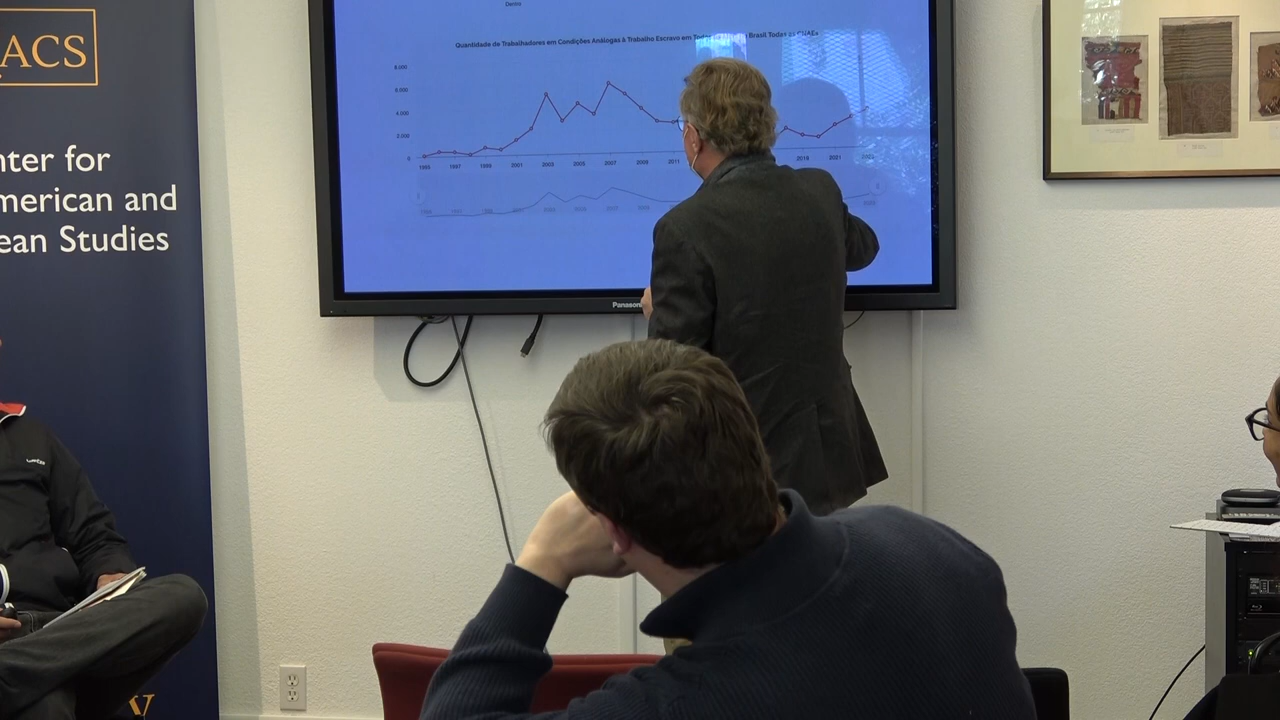 ACS
nter for
merican and
ean Studies
Dentro
Quantidade de Trabalhadores em Condições Análogas à Trabalho Escravo em Brasil Todas as CNAEs
8.000
6.000
4.000
2.000
0
1995 1997 1999 2001 2003 2005 2007 2009 2011 2019 2021
Panasonic